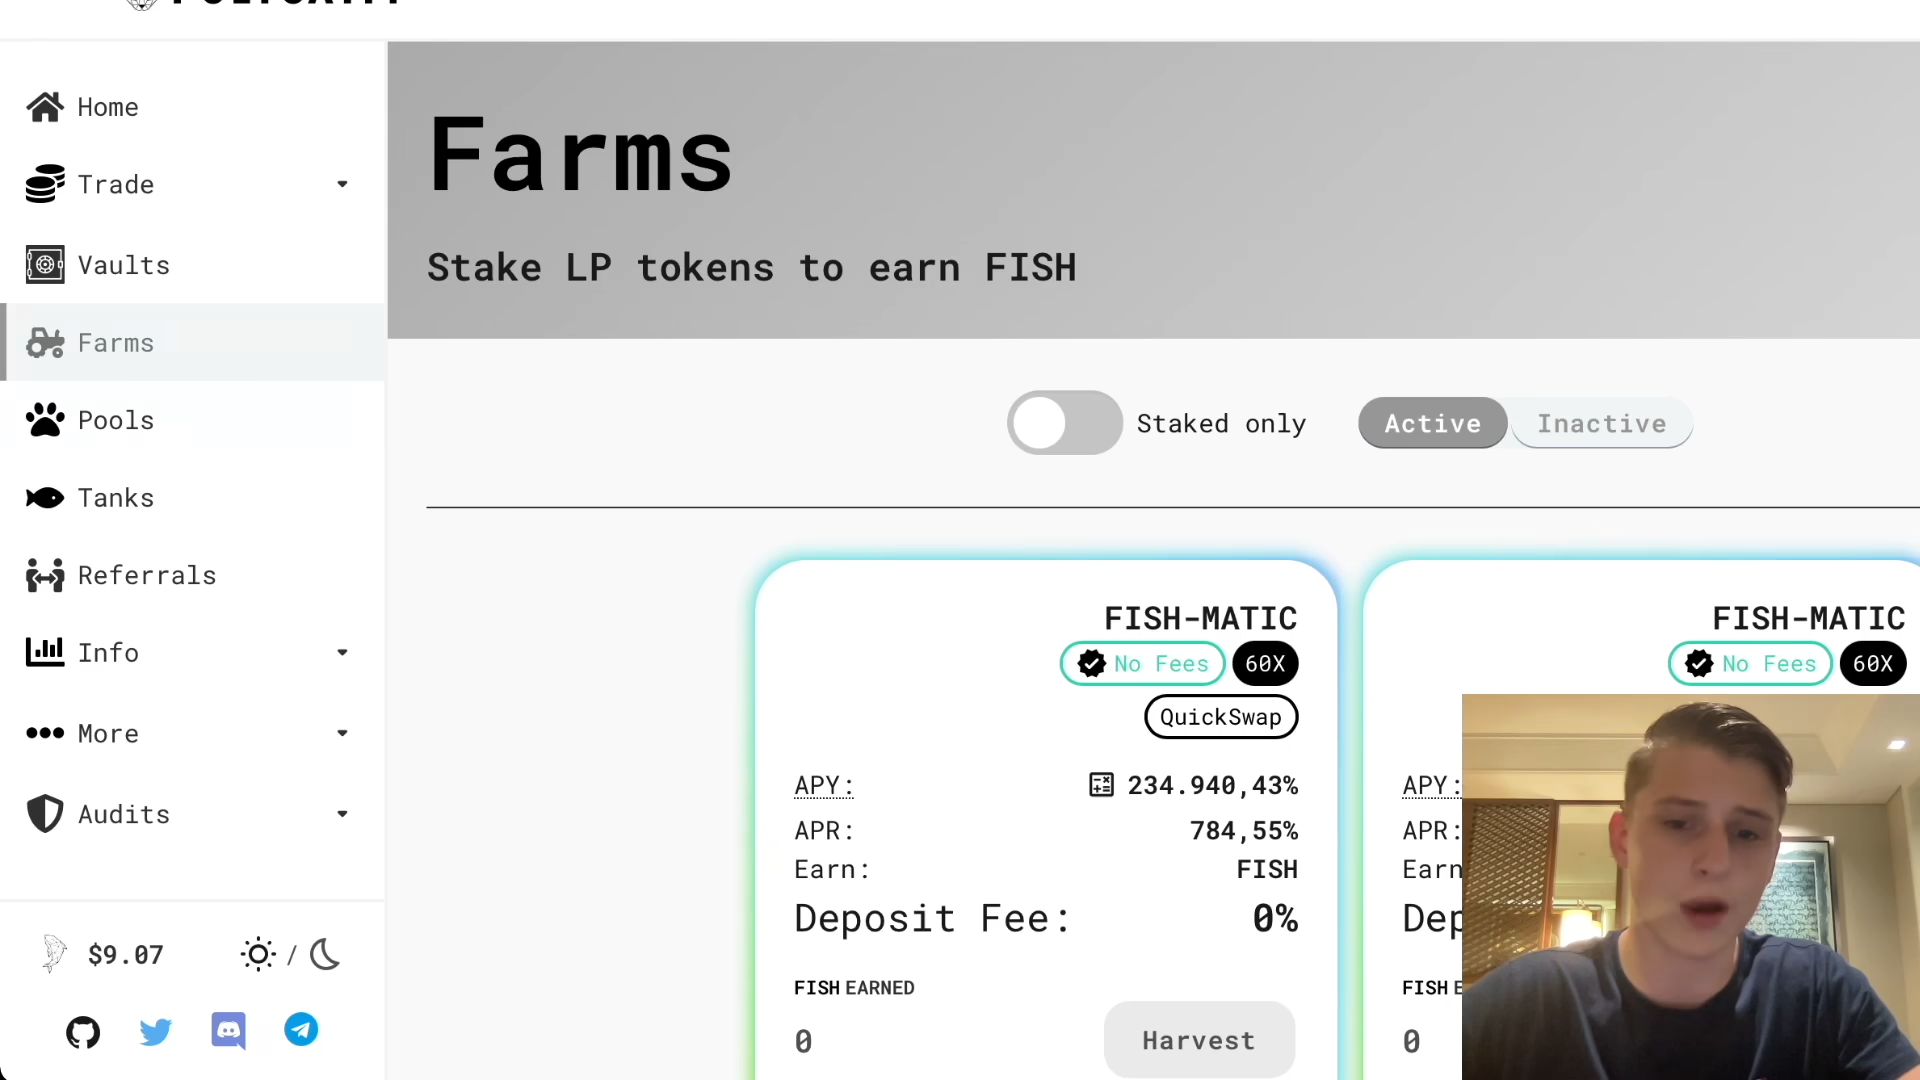 Home
Trade
Vaults
Farms
Pools
Tanks
Referrals
Info
More
Audits
$9.07
/
Farms
Stake LP tokens to earn FISH
Staked only
Active
Inactive
FISH-MATIC
No Fees
60X
QuickSwap
APY:
234.940,43%
APR:
784,55%
Earn:
FISH
Deposit Fee:
0%
FISH EARNED
0
Harvest
FISH-MATIC
No Fees
60X
APY:
APR:
Earn
Dep
FISH E
0